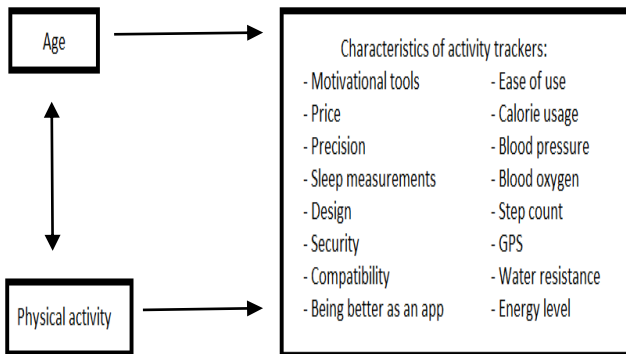 Age
Characteristics of activity trackers:
- Motivational tools
- Price
- Precision
- Sleep measurements
- Design
- Security
- Compatibility
- Being better as an app
- Ease of use
- Calorie usage
- Blood pressure
- Blood oxygen
- Step count
- GPS
- Water resistance
- Energy level
Physical activity